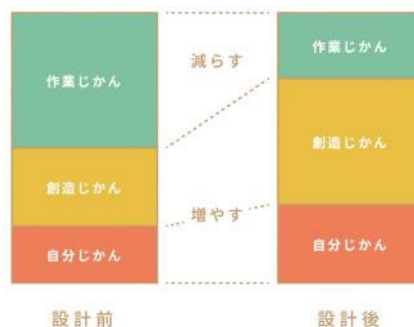 作業じかん
創造じかん
自分じかん
設計前
減らす
増やす
作業じかん
創造じかん
自分じかん
設計後